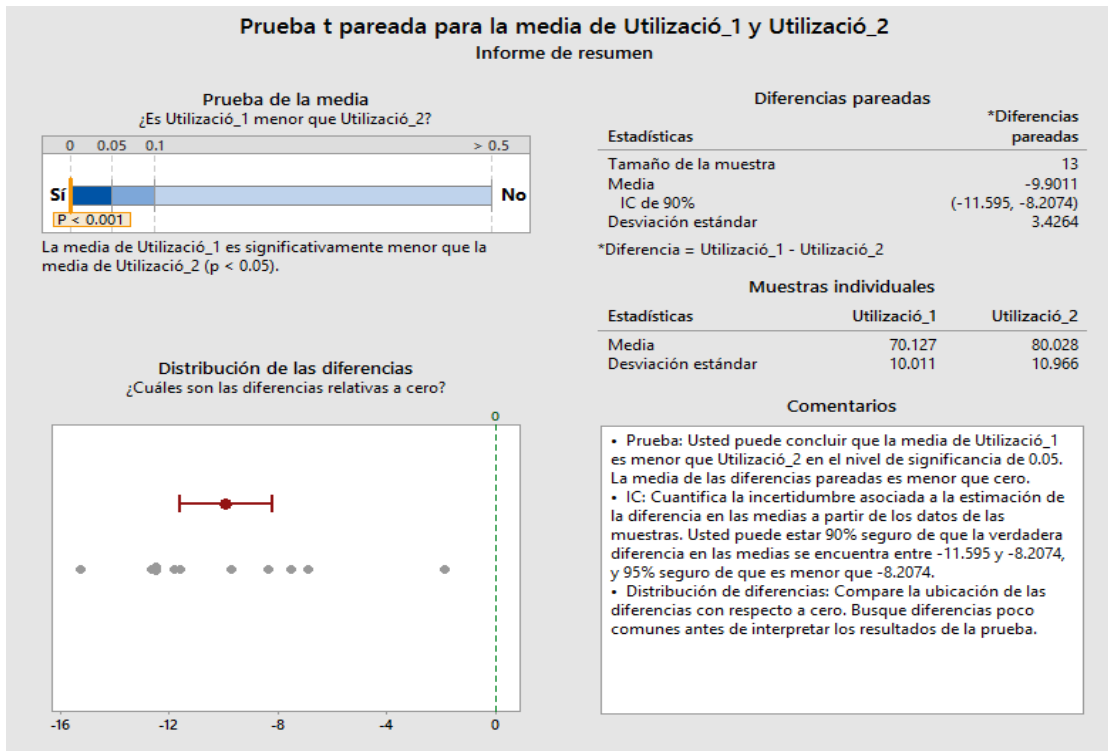 Prueba t pareada para la media de Utilizació_1 y Utilizació_2
Informe de resumen
Prueba de la media
¿Es Utilizació_1 menor que Utilizació_2?
0 0.05 0.1 > 0.5
Sí No
P < 0.001
La media de Utilizació_1 es significativamente menor que la
media de Utilizació_2 (p < 0.05).
Diferencias pareadas
*Diferencias
Estadísticas pareadas
Tamaño de la muestra 13
Media -9.9011
IC de 90% (-11.595, -8.2074)
Desviación estándar 3.4264
*Diferencia = Utilizació_1 - Utilizació_2
Muestras individuales
Estadísticas Utilizació_1 Utilizació_2
Media 70.127 80.028
Desviación estándar 10.011 10.966
Distribución de las diferencias
¿Cuáles son las diferencias relativas a cero?
0
-16 -12 -8 -4 0
Comentarios
• Prueba: Usted puede concluir que la media de Utilizació_1
es menor que Utilizació_2 en el nivel de significancia de 0.05.
La media de las diferencias pareadas es menor que cero.
• IC: Cuantifica la incertidumbre asociada a la estimación de
la diferencia en las medias a partir de los datos de las
muestras. Usted puede estar 90% seguro de que la verdadera
diferencia en las medias se encuentra entre -11.595 y -8.2074,
y 95% seguro de que es menor que -8.2074.
• Distribución de diferencias: Compare la ubicación de las
diferencias con respecto a cero. Busque diferencias poco
comunes antes de interpretar los resultados de la prueba.